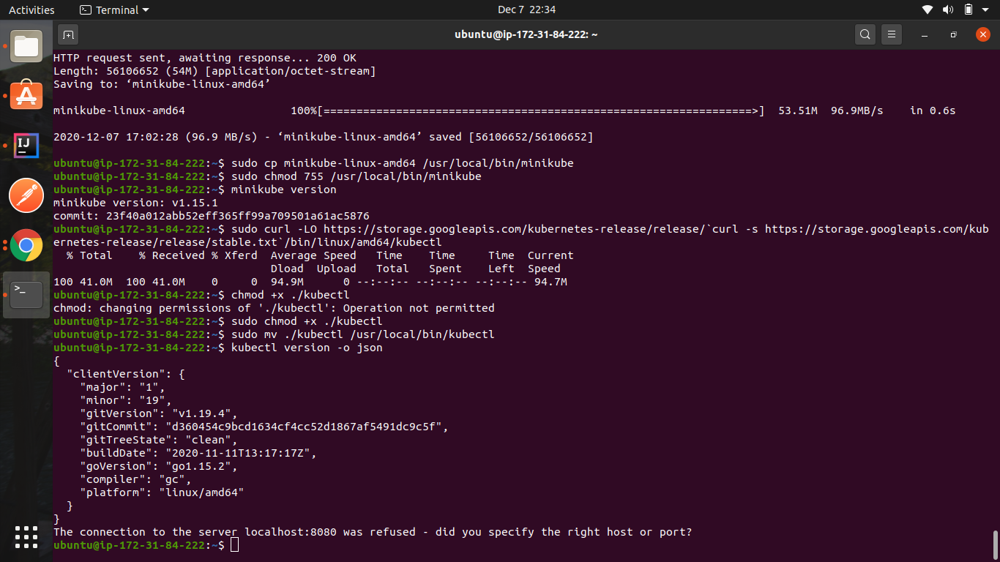 Activities
Terminal
Dec 7 22:34
ubuntu@ip-172-31-84-222: ~
HTTP request sent, awaiting response... 200 OK
Length: 56106652 (54M) [application/octet-stream]
Saving to: ‘minikube-linux-amd64’
minikube-linux-amd64 100%[=================================================================>] 53.51M 96.9MB/s in 0.6s
2020-12-07 17:02:28 (96.9 MB/s) - ‘minikube-linux-amd64’ saved [56106652/56106652]
ubuntu@ip-172-31-84-222:~$ sudo cp minikube-linux-amd64 /usr/local/bin/minikube
ubuntu@ip-172-31-84-222:~$ sudo chmod 755 /usr/local/bin/minikube
ubuntu@ip-172-31-84-222:~$ minikube version
minikube version: v1.15.1
commit: 23f40a012abb52eff365ff99a709501a61ac5876
ubuntu@ip-172-31-84-222:~$ sudo curl -LO https://storage.googleapis.com/kubernetes-release/release/`curl -s https://storage.googleapis.com/kub
ernetes-release/release/stable.txt`/bin/linux/amd64/kubectl
% Total % Received % Xferd Average Speed Time Time Time Current
Dload Upload Total Spent Left Speed
100 41.0M 100 41.0M 0 0 94.9M 0 --:--:-- --:--:-- --:--:-- 94.7M
ubuntu@ip-172-31-84-222:~$ chmod +x ./kubectl
chmod: changing permissions of './kubectl': Operation not permitted
ubuntu@ip-172-31-84-222:~$ sudo chmod +x ./kubectl
ubuntu@ip-172-31-84-222:~$ sudo mv ./kubectl /usr/local/bin/kubectl
ubuntu@ip-172-31-84-222:~$ kubectl version -o json
{
"clientVersion": {
"major": "1",
"minor": "19",
"gitVersion": "v1.19.4",
"gitCommit": "d360454c9bcd1634cf4cc52d1867af5491dc9c5f",
"gitTreeState": "clean",
"buildDate": "2020-11-11T13:17:17Z",
"goVersion": "go1.15.2",
"compiler": "gc",
"platform": "linux/amd64"
}
}
The connection to the server localhost:8080 was refused - did you specify the right host or port?
ubuntu@ip-172-31-84-222:~$
IJ
>_